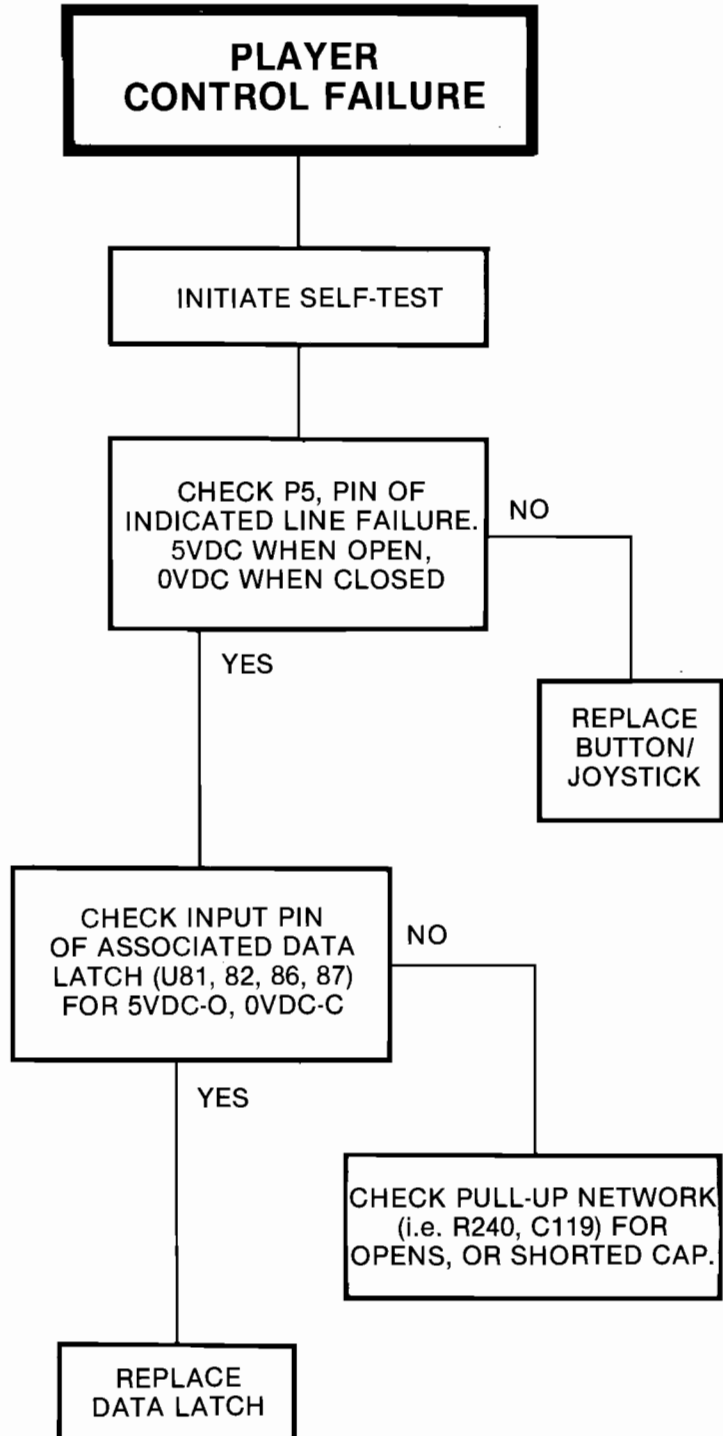 PLAYER
CONTROL FAILURE
INITIATE SELF-TEST
CHECK P5, PIN OF
INDICATED LINE FAILURE.
5VDC WHEN OPEN,
0VDC WHEN CLOSED
NO
YES
REPLACE
BUTTON/
JOYSTICK
CHECK INPUT PIN
OF ASSOCIATED DATA
LATCH (U81, 82, 86, 87)
FOR 5VDC-O, 0VDC-C
NO
YES
CHECK PULL-UP NETWORK
(i.e. R240, C119) FOR
OPENS, OR SHORTED CAP.
REPLACE
DATA LATCH